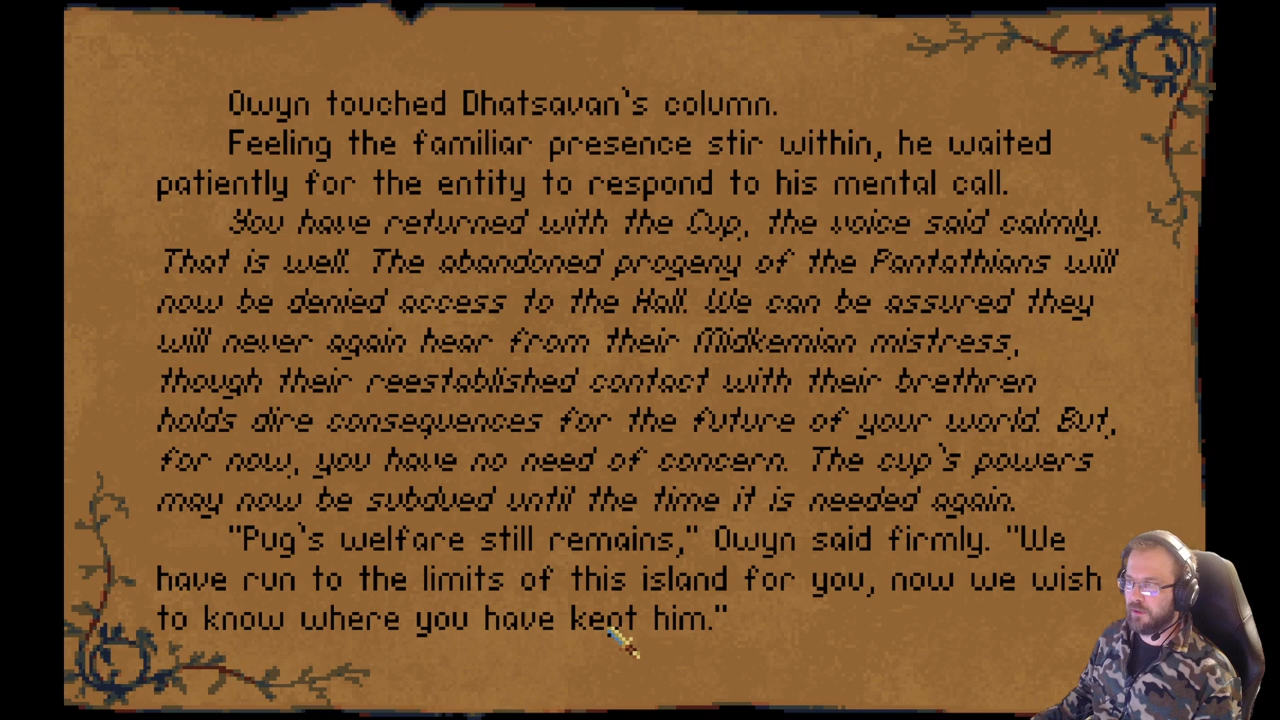 Owyn touched Dhatsavan's column.
Feeling the familiar presence stir within, he waited
patiently for the entity to respond to his mental call.
You have returned with the Cup, the voice said calmly.
That is well. The abandoned progeny of the Pantathians will
now be denied access to the Hall. We can be assured they
will never again hear from their Midkemian mistress,
though their reestablished contact with their brethren
holds dire consequences for the future of your world. But,
for now, you have no need of concern. The cup's powers
may now be subdued until the time it is needed again.
"Pug's welfare still remains," Owyn said firmly. "We
have run to the limits of this island for you, now we wish
to know where you have kept him."